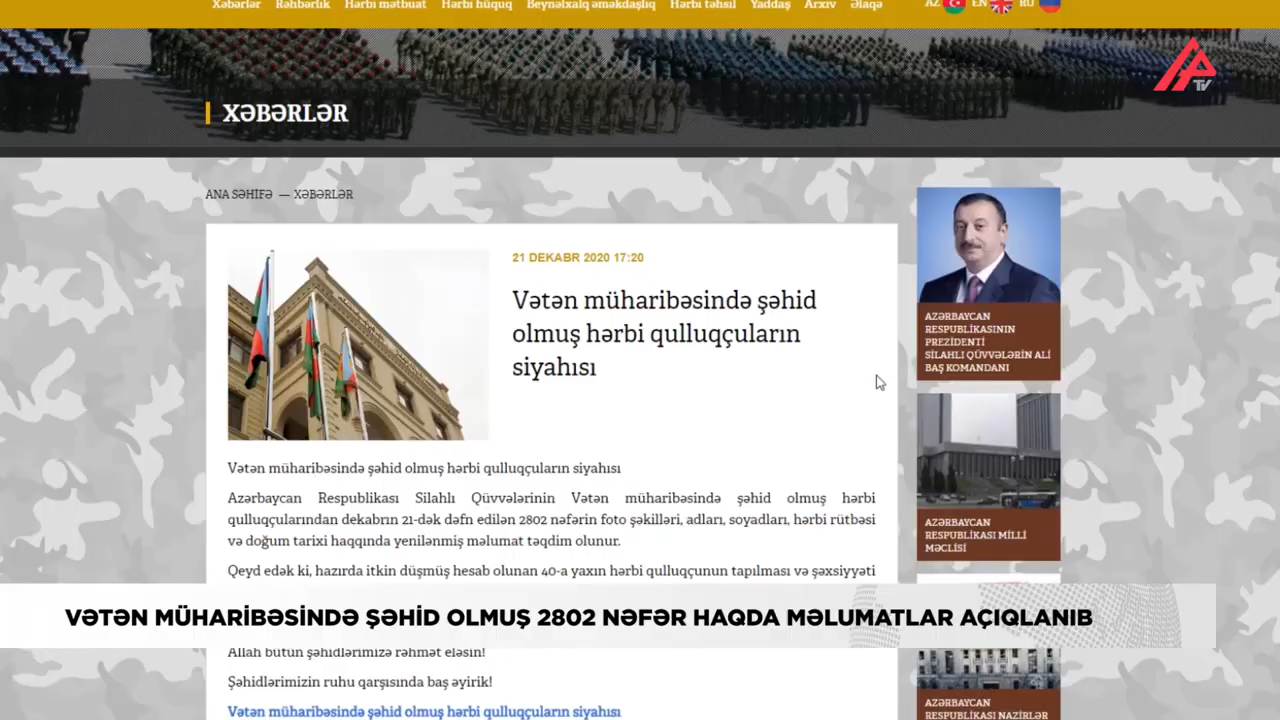 Xəbərlər Rəhbərlik Hərbi mətbuat Hərbi hüquq Beynəlxalq əməkdaşlıq Hərbi təhsil Yaddaş Arxiv Əlaqə AZ EN RU
TV
XƏBƏRLƏR
ANA SƏHİFƏ — XƏBƏRLƏR
21 DEKABR 2020 17:20
Vətən müharibəsində şəhid
olmuş hərbi qulluqçuların
siyahısı
AZƏRBAYCAN
RESPUBLİKASININ
PREZİDENTİ
SİLAHLI QÜVVƏLƏRİN ALİ
BAŞ KOMANDANI
Vətən müharibəsində şəhid olmuş hərbi qulluqçuların siyahısı
Azərbaycan Respublikası Silahlı Qüvvələrinin Vətən müharibəsində şəhid olmuş hərbi
qulluqçularından dekabrın 21-dək dəfn edilən 2802 nəfərin foto şəkilləri, adları, soyadları, hərbi rütbəsi
və doğum tarixi haqqında yenilənmiş məlumat təqdim olunur.
Qeyd edək ki, hazırda itkin düşmüş hesab olunan 40-a yaxın hərbi qulluqçunun tapılması və şəxsiyyəti
AZƏRBAYCAN
RESPUBLİKASI MİLLİ
MƏCLİSİ
VƏTƏN MÜHARİBƏSİNDƏ ŞƏHİD OLMUŞ 2802 NƏFƏR HAQDA MƏLUMATLAR AÇIQLANIB
Allah bütün şəhidlərimizə rəhmət eləsin!
Şəhidlərimizin ruhu qarşısında baş əyirik!
Vətən müharibəsində şəhid olmuş hərbi qulluqçuların siyahısı
AZƏRBAYCAN
RESPUBLİKASI NAZİRLƏR